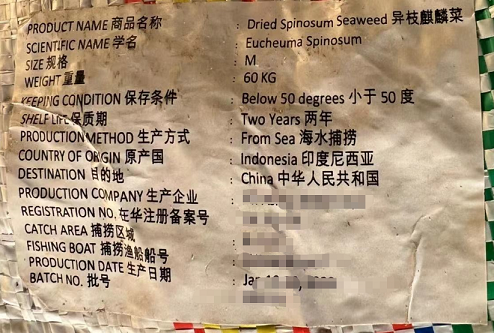 PRODUCT NAME 商品名称 : Dried Spinosum Seaweed 异枝麒麟菜
SCIENTIFIC NAME 学名 : Eucheuma Spinosum
SIZE 规格 : M
WEIGHT 重量 : 60 KG
KEEPING CONDITION 保存条件 : Below 50 degrees 小于 50 度
SHELF LIFE 保质期 : Two Years 两年
PRODUCTION METHOD 生产方式 : From Sea 海水捕捞
COUNTRY OF ORIGIN 原产国 : Indonesia 印度尼西亚
DESTINATION 目的地 : China 中华人民共和国
PRODUCTION COMPANY 生产企业 :
REGISTRATION NO. 在华注册备案号 :
CATCH AREA 捕捞区域 :
FISHING BOAT 捕捞渔船船号 :
PRODUCTION DATE 生产日期 :
BATCH NO. 批号 :